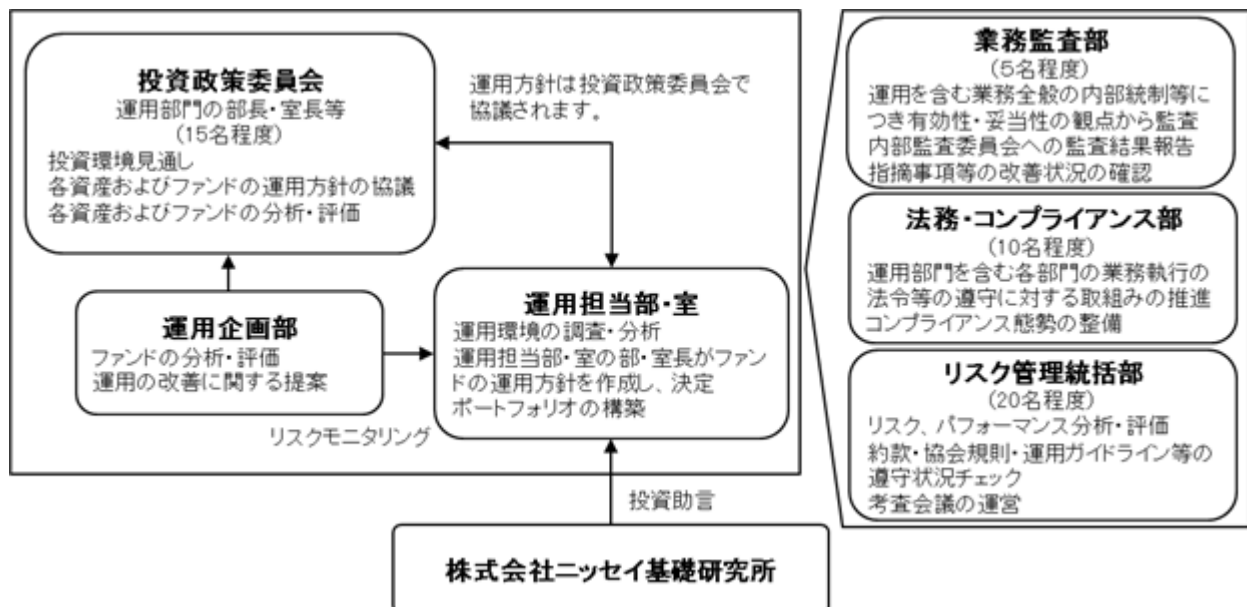 投資政策委員会
運用部門の部長・室長等
(15名程度)
投資環境見通し
各資産およびファンドの運用方針の協議
各資産およびファンドの分析・評価
運用方針は投資政策委員会で
協議されます。
運用企画部
ファンドの分析・評価
運用の改善に関する提案
リスクモニタリング
運用担当部・室
運用環境の調査・分析
運用担当部・室の部・室長がファン
ドの運用方針を作成し、決定
ポートフォリオの構築
投資助言
株式会社ニッセイ基礎研究所
業務監査部
(5名程度)
運用を含む業務全般の内部統制等に
つき有効性・妥当性の観点から監査
内部監査委員会への監査結果報告
指摘事項等の改善状況の確認
法務・コンプライアンス部
(10名程度)
運用部門を含む各部門の業務執行の
法令等の遵守に対する取組みの推進
コンプライアンス態勢の整備
リスク管理統括部
(20名程度)
リスク、パフォーマンス分析・評価
約款・協会規則・運用ガイドライン等の
遵守状況チェック
考査会議の運営